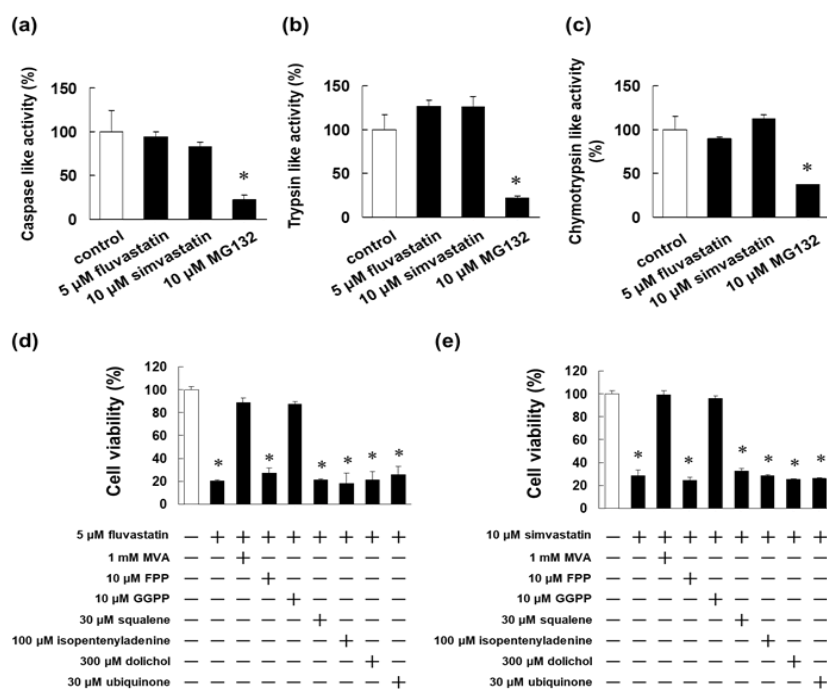 (a)
Caspase like activity (%)
150
100
50
0
control
5 μM fluvastatin
10 μM simvastatin
10 μM MG132
*
(b)
Trypsin like activity (%)
150
100
50
0
control
5 μM fluvastatin
10 μM simvastatin
10 μM MG132
*
(c)
Chymotrypsin like activity
(%)
150
100
50
0
control
5 μM fluvastatin
10 μM simvastatin
10 μM MG132
*
(d)
Cell viability (%)
120
100
80
60
40
20
0
* * * * * *
5 μM fluvastatin — + + + + + + + +
1 mM MVA — — + — — — — — —
10 μM FPP — — — + — — — — —
10 μM GGPP — — — — + — — — —
30 μM squalene — — — — — + — — —
100 μM isopentenyladenine — — — — — — + — —
300 μM dolichol — — — — — — — + —
30 μM ubiquinone — — — — — — — — +
(e)
Cell viability (%)
120
100
80
60
40
20
0
* * * * * *
10 μM simvastatin — + + + + + + + +
1 mM MVA — — + — — — — — —
10 μM FPP — — — + — — — — —
10 μM GGPP — — — — + — — — —
30 μM squalene — — — — — + — — —
100 μM isopentenyladenine — — — — — — + — —
300 μM dolichol — — — — — — — + —
30 μM ubiquinone — — — — — — — — +